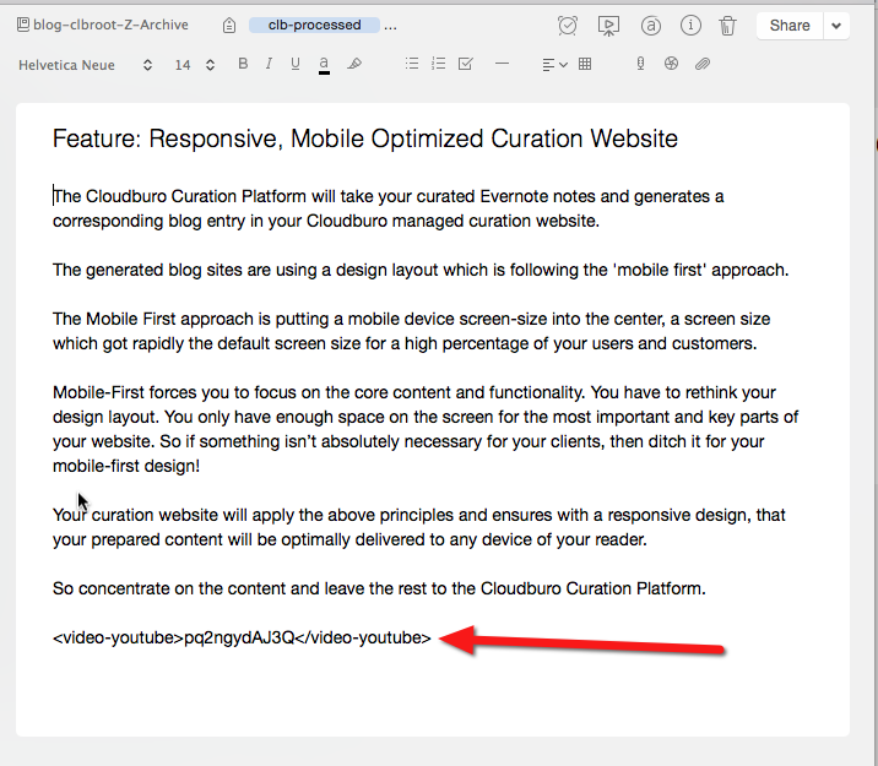 blog-clbroot-Z-Archive clb-processed ... Share
Helvetica Neue 14 B I U a
Feature: Responsive, Mobile Optimized Curation Website
The Cloudburo Curation Platform will take your curated Evernote notes and generates a
corresponding blog entry in your Cloudburo managed curation website.
The generated blog sites are using a design layout which is following the 'mobile first' approach.
The Mobile First approach is putting a mobile device screen-size into the center, a screen size
which got rapidly the default screen size for a high percentage of your users and customers.
Mobile-First forces you to focus on the core content and functionality. You have to rethink your
design layout. You only have enough space on the screen for the most important and key parts of
your website. So if something isn't absolutely necessary for your clients, then ditch it for your
mobile-first design!
Your curation website will apply the above principles and ensures with a responsive design, that
your prepared content will be optimally delivered to any device of your reader.
So concentrate on the content and leave the rest to the Cloudburo Curation Platform.
<video-youtube>pq2ngydAJ3Q</video-youtube>